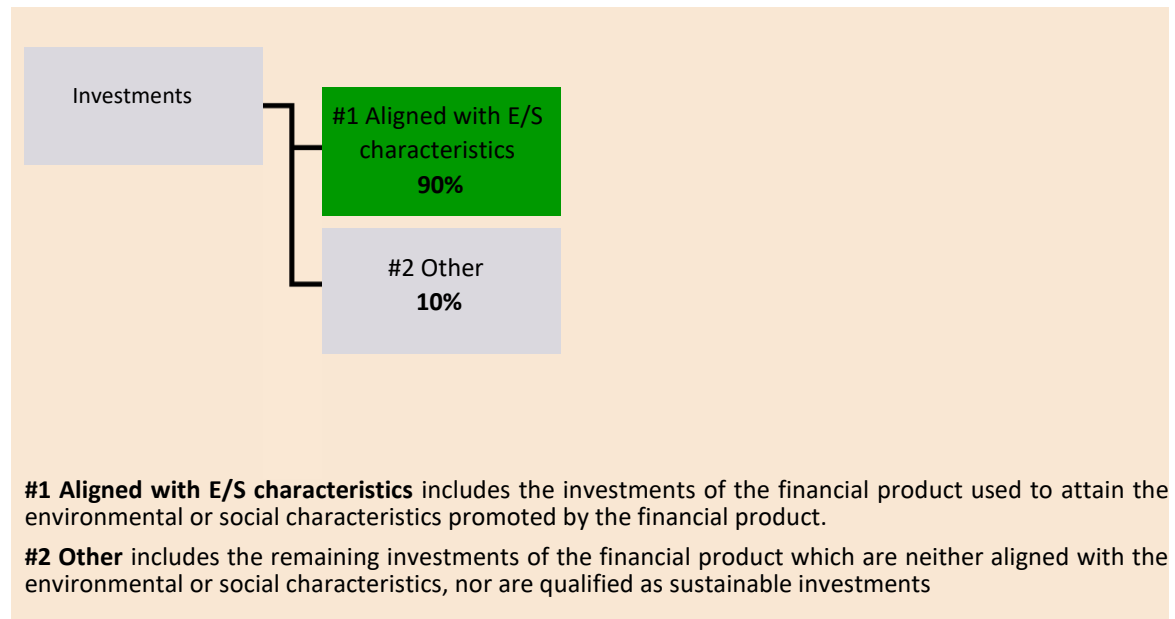 Investments
#1 Aligned with E/S
characteristics
90%
#2 Other
10%
#1 Aligned with E/S characteristics includes the investments of the financial product used to attain the
environmental or social characteristics promoted by the financial product.
#2 Other includes the remaining investments of the financial product which are neither aligned with the
environmental or social characteristics, nor are qualified as sustainable investments